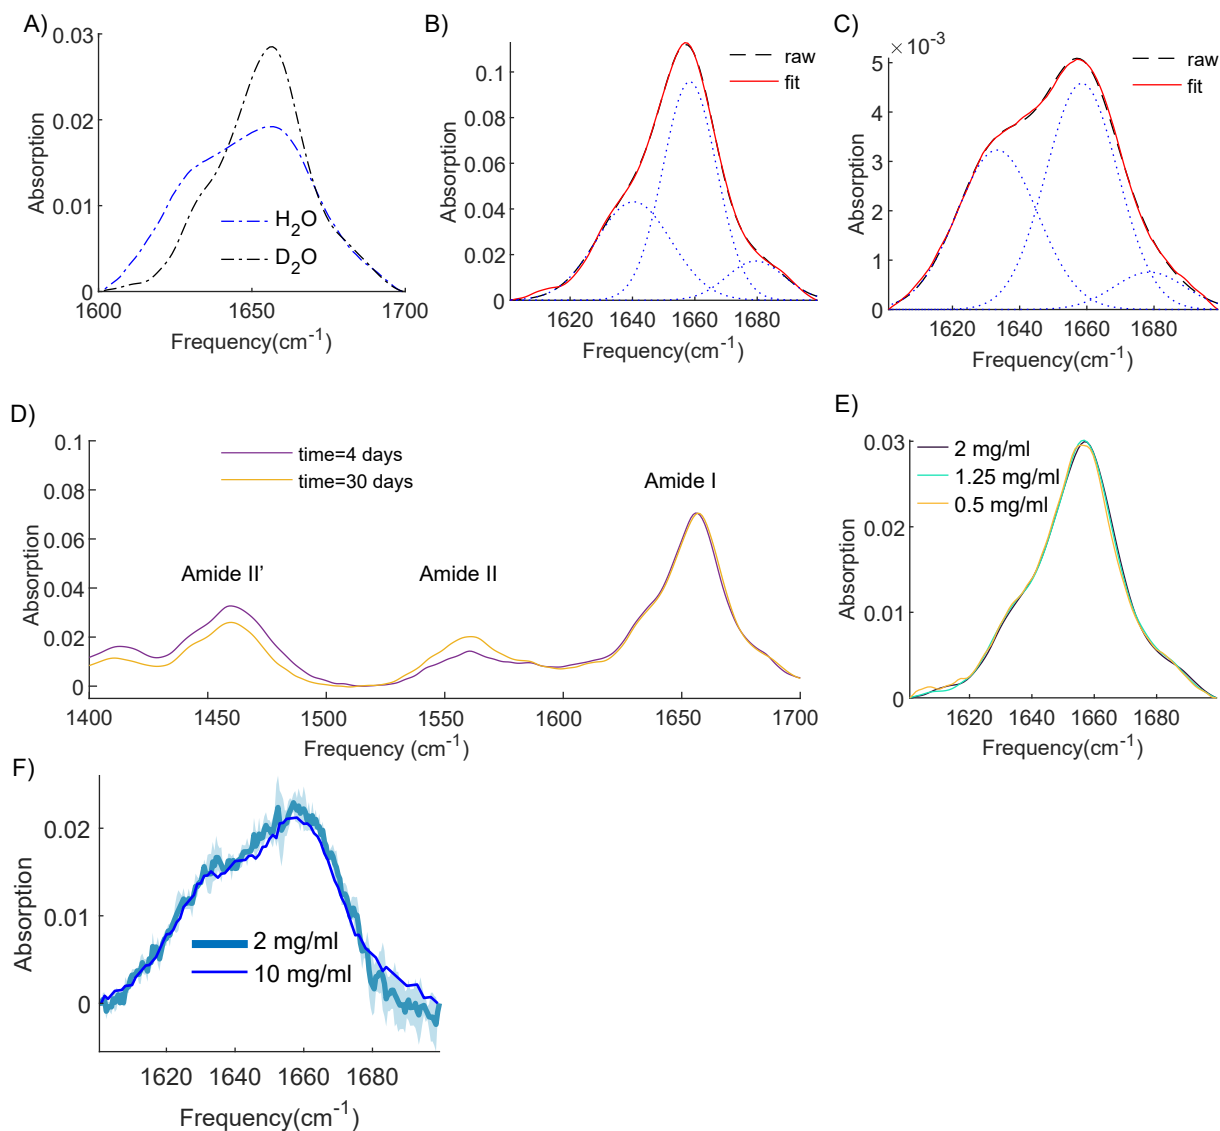 A)
0.03
0.02
0.01
0
Absorption
H2O
D2O
1600
1650
1700
Frequency(cm-1)
B)
0.1
0.08
0.06
0.04
0.02
0
Absorption
raw
fit
1620
1640
1660
1680
Frequency(cm-1)
C)
× 10-3
5
4
3
2
1
0
Absorption
raw
fit
1620
1640
1660
1680
Frequency(cm-1)
D)
0.1
0.08
0.06
0.04
0.02
0
Absorption
time=4 days
time=30 days
Amide II'
Amide II
Amide I
1400
1450
1500
1550
1600
1650
1700
Frequency (cm-1)
E)
0.03
0.02
0.01
0
Absorption
2 mg/ml
1.25 mg/ml
0.5 mg/ml
1620
1640
1660
1680
Frequency(cm-1)
F)
0.02
0.01
0
Absorption
2 mg/ml
10 mg/ml
1620
1640
1660
1680
Frequency(cm-1)